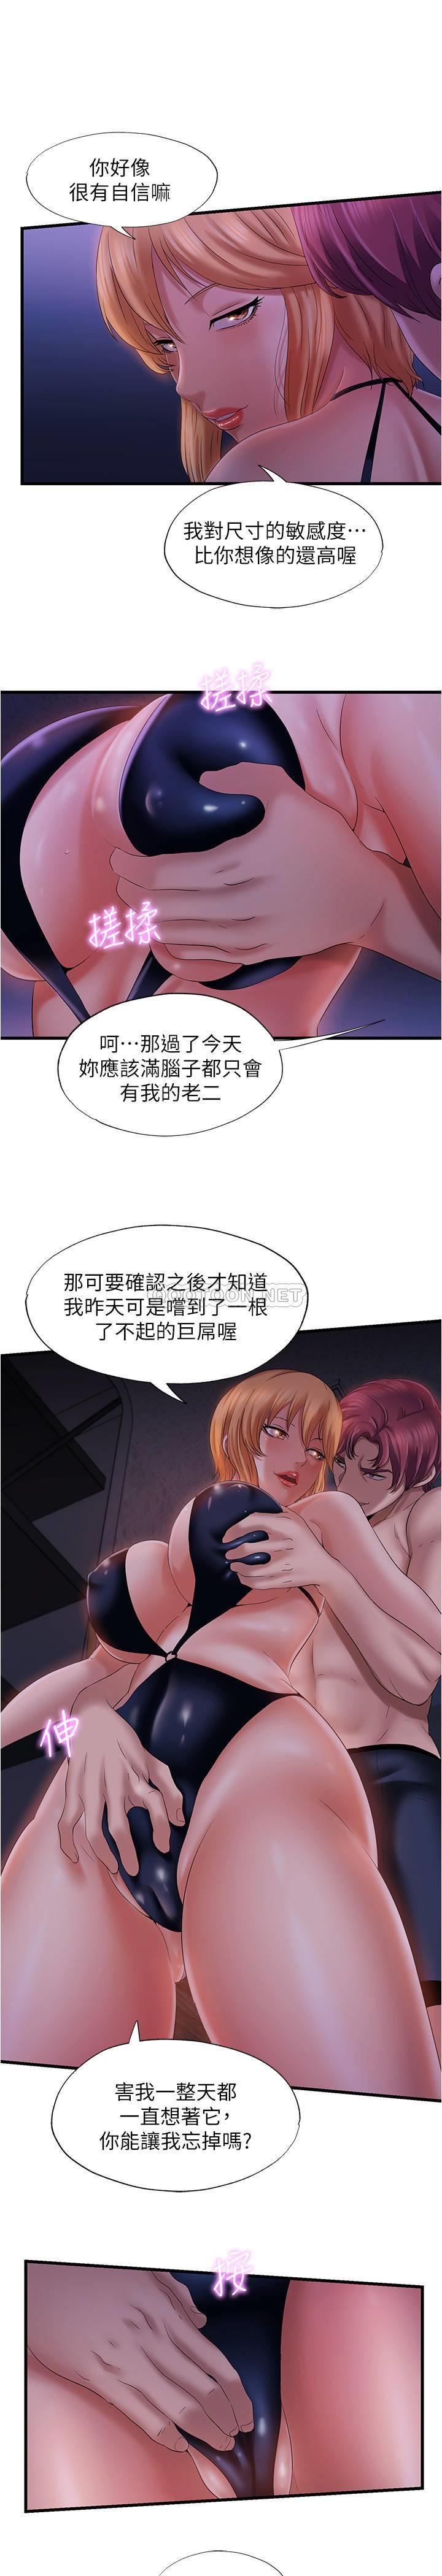 你好像
很有自信嘛
我對尺寸的敏感度⋯
比你想像的還高喔
搓揉
搓揉
呵⋯那過了今天
妳應該滿腦子都只會
有我的老二
那可要確認之後才知道
我昨天可是嚐到了一根
了不起的巨屌喔
伸
害我一整天都
一直想著它，
你能讓我忘掉嗎?
按